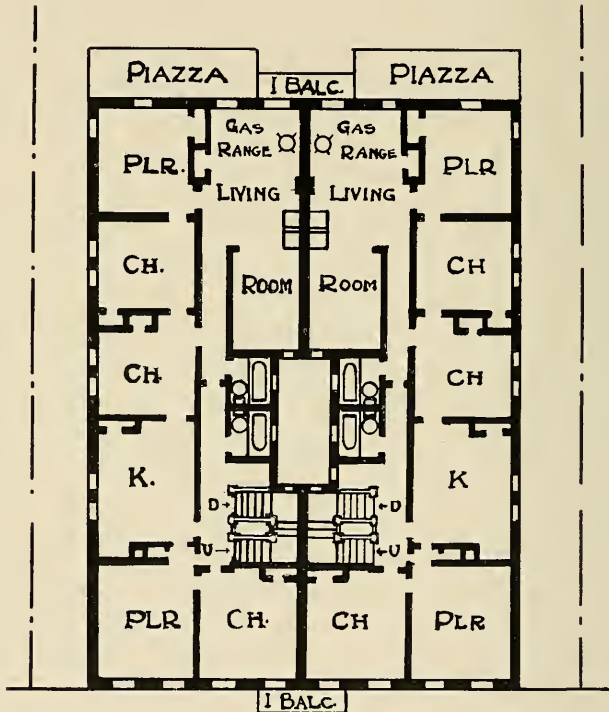 PIAZZA
I BALC.
PIAZZA
GAS
RANGE
GAS
RANGE
PLR.
PLR
LIVING
LIVING
CH.
CH
ROOM
ROOM
CH.
CH
K.
K
D
D
U
U
PLR
CH.
CH
PLR
I BALC.